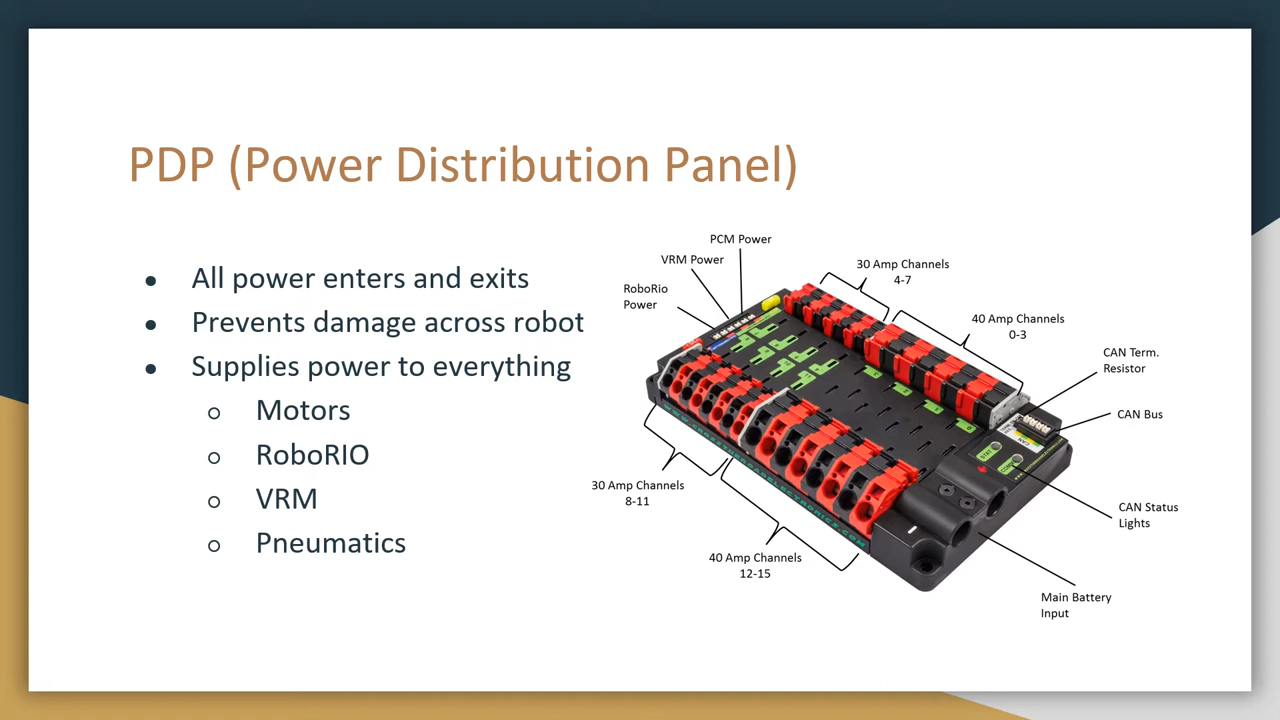 PDP (Power Distribution Panel)
All power enters and exits
Prevents damage across robot
Supplies power to everything
Motors
RoboRIO
VRM
Pneumatics
PCM Power
VRM Power
RoboRio
Power
30 Amp Channels
4-7
40 Amp Channels
0-3
CAN Term.
Resistor
CAN Bus
30 Amp Channels
8-11
40 Amp Channels
12-15
CAN Status
Lights
Main Battery
Input
STAT
COMM
CAN